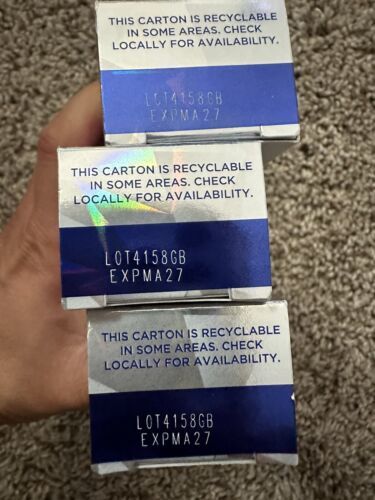 THIS CARTON IS RECYCLABLE
IN SOME AREAS. CHECK
LOCALLY FOR AVAILABILITY.
LOT4158GB
EXPMA27
THIS CARTON IS RECYCLABLE
IN SOME AREAS. CHECK
LOCALLY FOR AVAILABILITY.
LOT4158GB
EXPMA27
THIS CARTON IS RECYCLABLE
IN SOME AREAS. CHECK
LOCALLY FOR AVAILABILITY.
LOT4158GB
EXPMA27